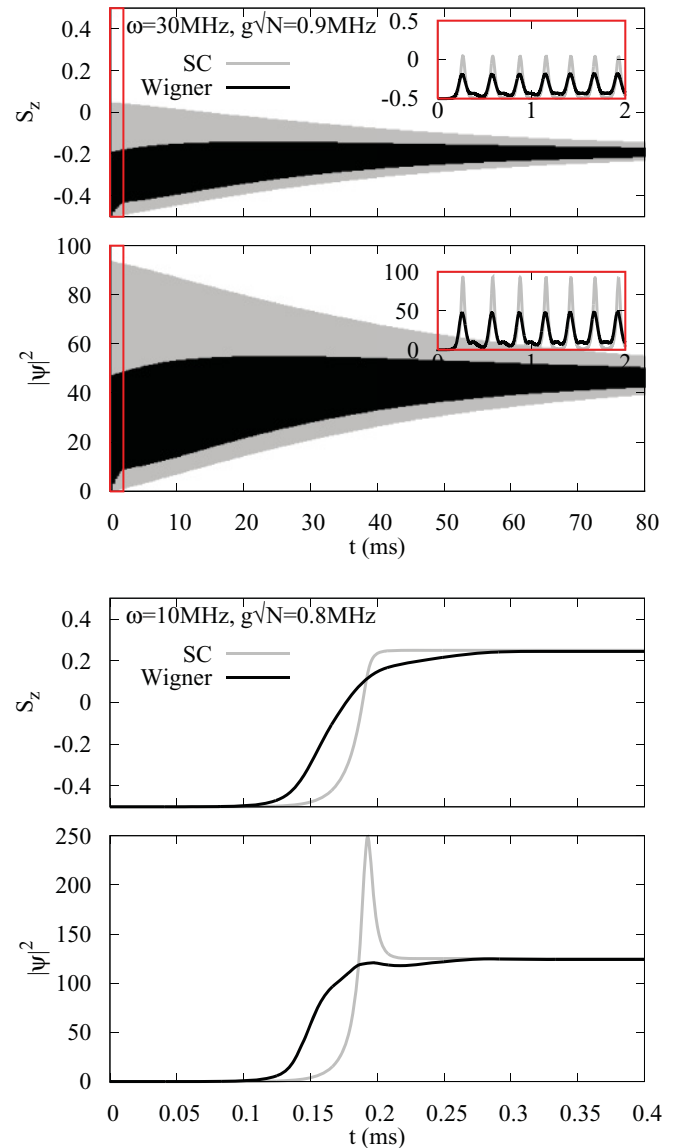 ω=30MHz, g√N=0.9MHz
SC
Wigner
S_z
0.4
0.2
0
-0.2
-0.4
0.5
0
-0.5
0 1 2
|ψ|²
100
80
60
40
20
0
100
50
0
0 1 2
0 10 20 30 40 50 60 70 80
t (ms)
ω=10MHz, g√N=0.8MHz
SC
Wigner
S_z
0.4
0.2
0
-0.2
-0.4
|ψ|²
250
200
150
100
50
0
0 0.05 0.1 0.15 0.2 0.25 0.3 0.35 0.4
t (ms)